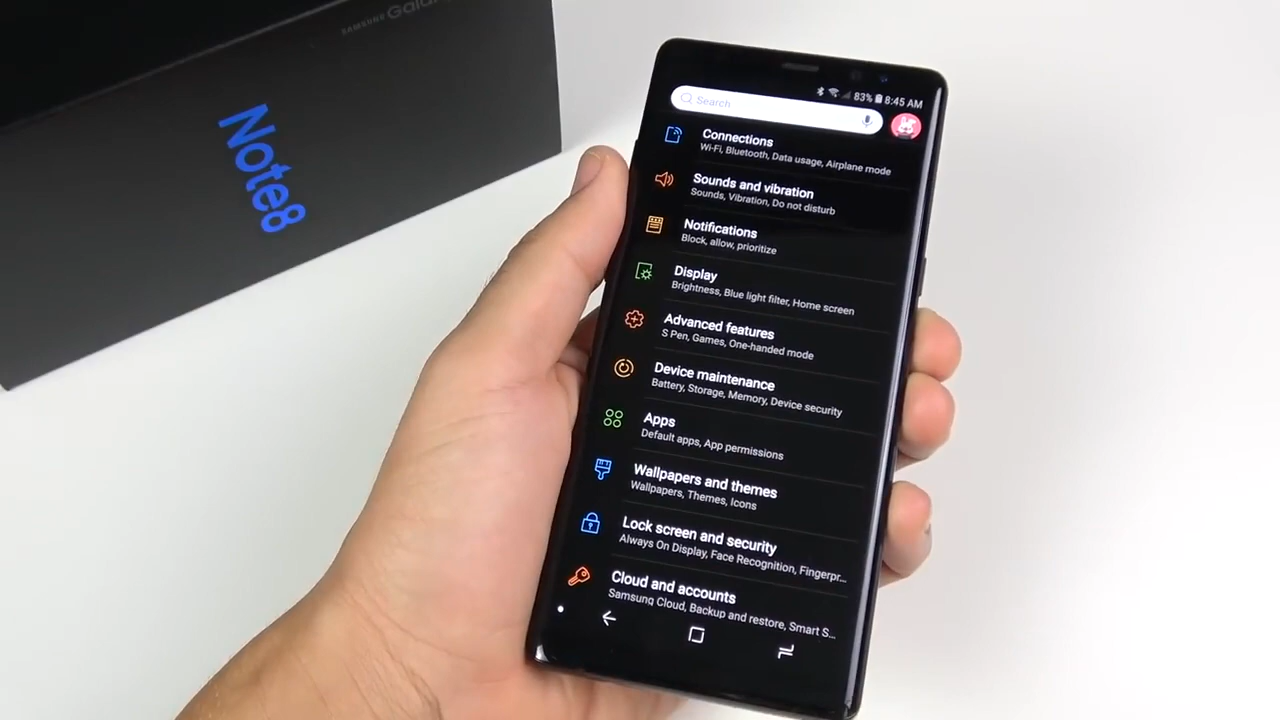 SAMSUNG Galaxy
Note8
83% 8:45 AM
Search
Connections
Wi-Fi, Bluetooth, Data usage, Airplane mode
Sounds and vibration
Sounds, Vibration, Do not disturb
Notifications
Block, allow, prioritize
Display
Brightness, Blue light filter, Home screen
Advanced features
S Pen, Games, One-handed mode
Device maintenance
Battery, Storage, Memory, Device security
Apps
Default apps, App permissions
Wallpapers and themes
Wallpapers, Themes, Icons
Lock screen and security
Always On Display, Face Recognition, Fingerpr...
Cloud and accounts
Samsung Cloud, Backup and restore, Smart S...